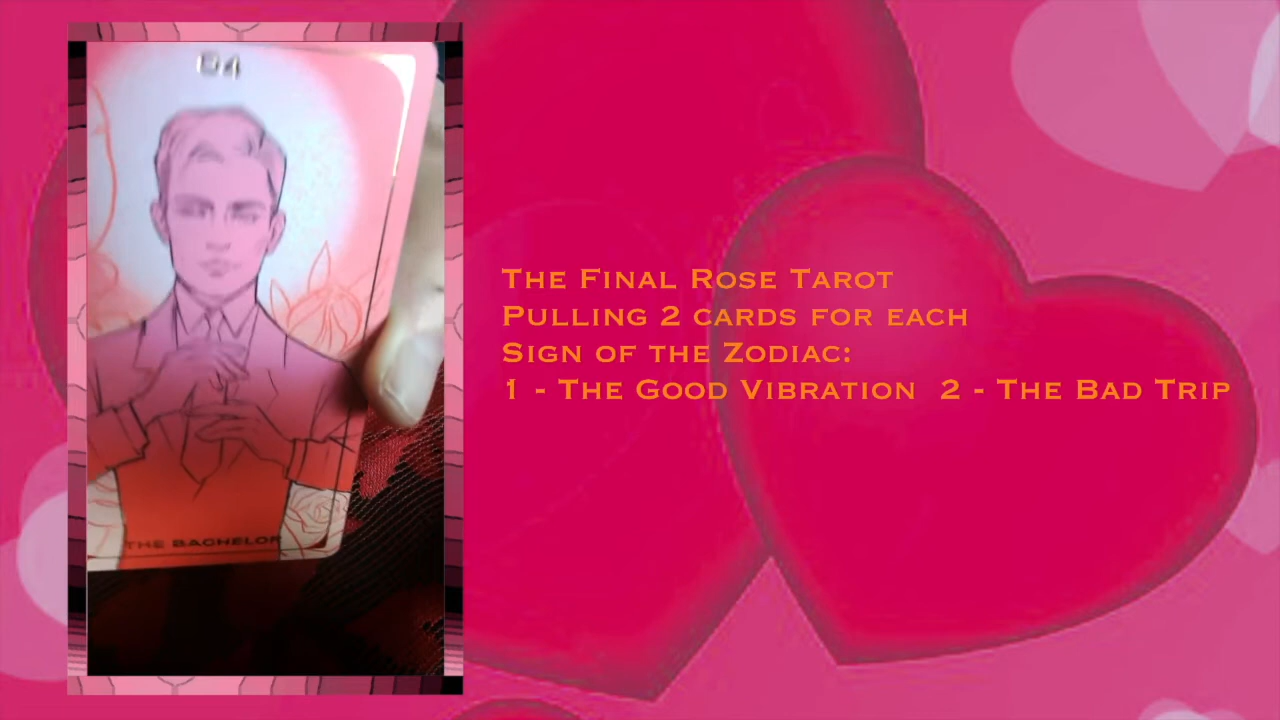 04
THE BACHELOR
The Final Rose Tarot
Pulling 2 cards for each
Sign of the Zodiac:
1 - The Good Vibration 2 - The Bad Trip